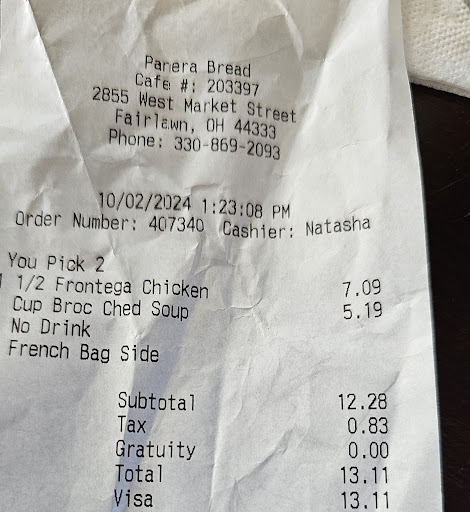 Panera Bread
Cafe #: 203397
2855 West Market Street
Fairlawn, OH 44333
Phone: 330-869-2093
10/02/2024 1:23:08 PM
Order Number: 407340 Cashier: Natasha
You Pick 2
1 1/2 Frontega Chicken 7.09
Cup Broc Ched Soup 5.19
No Drink
French Bag Side
Subtotal 12.28
Tax 0.83
Gratuity 0.00
Total 13.11
Visa 13.11